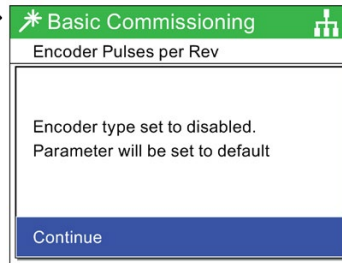 Basic Commissioning
Encoder Pulses per Rev
Encoder type set to disabled.
Parameter will be set to default
Continue